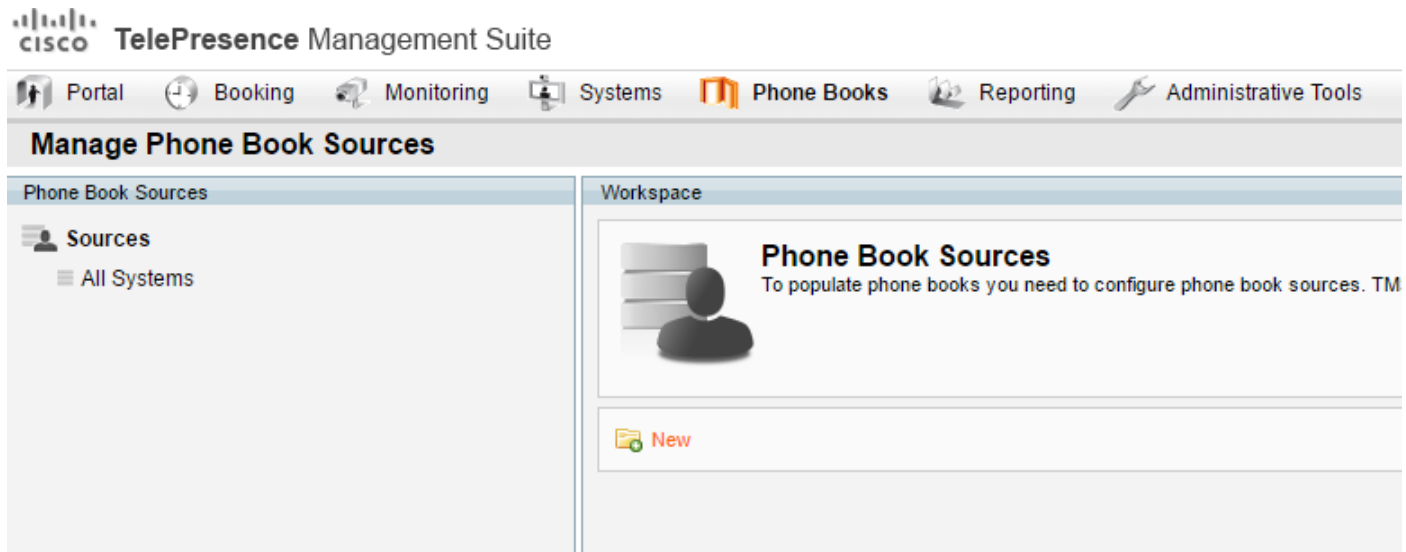 CISCO TelePresence Management Suite
Portal Booking Monitoring Systems Phone Books Reporting Administrative Tools
Manage Phone Book Sources
Phone Book Sources
Sources
All Systems
Workspace
Phone Book Sources
To populate phone books you need to configure phone book sources. TM
New